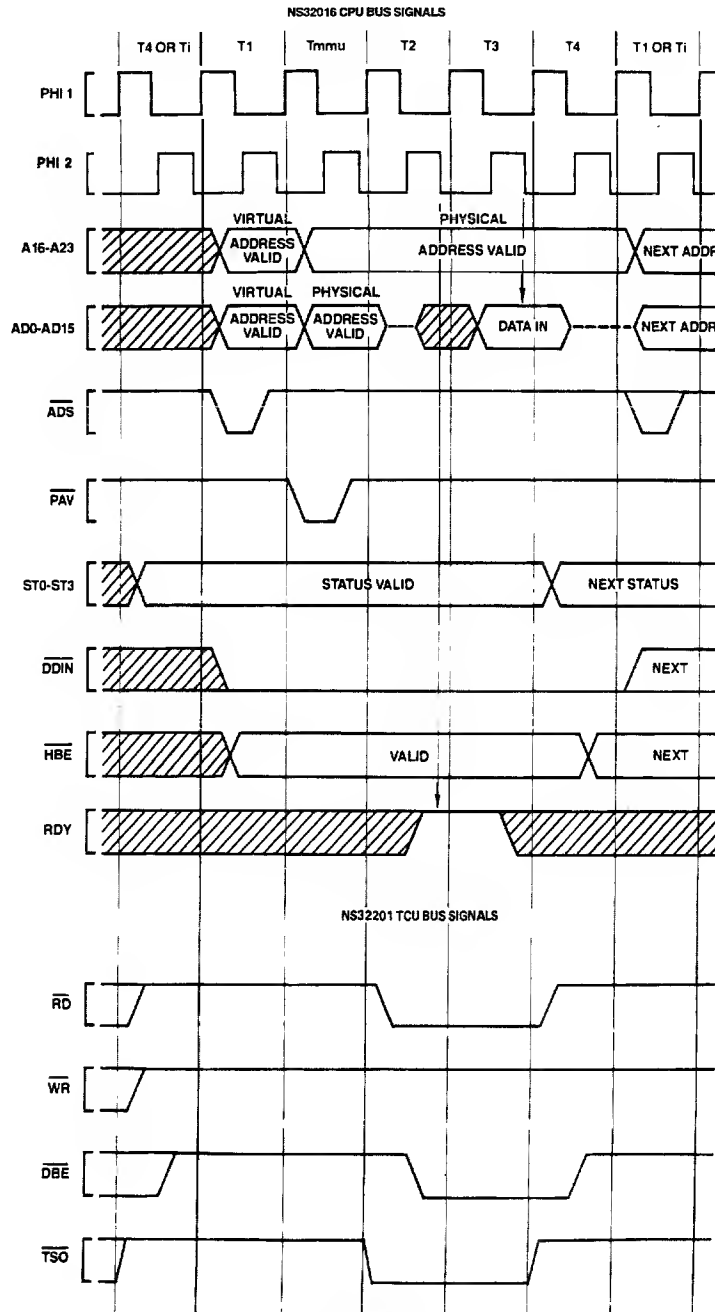 NS32016 CPU BUS SIGNALS
T4 OR Ti T1 Tmmu T2 T3 T4 T1 OR Ti
PHI 1
PHI 2
VIRTUAL PHYSICAL
A16-A23 ADDRESS VALID ADDRESS VALID NEXT ADDR
VIRTUAL PHYSICAL
AD0-AD15 ADDRESS VALID ADDRESS VALID DATA IN NEXT ADDR
ADS
PAV
ST0-ST3 STATUS VALID NEXT STATUS
DDIN NEXT
HBE VALID NEXT
RDY
NS32201 TCU BUS SIGNALS
RD
WR
DBE
TSO